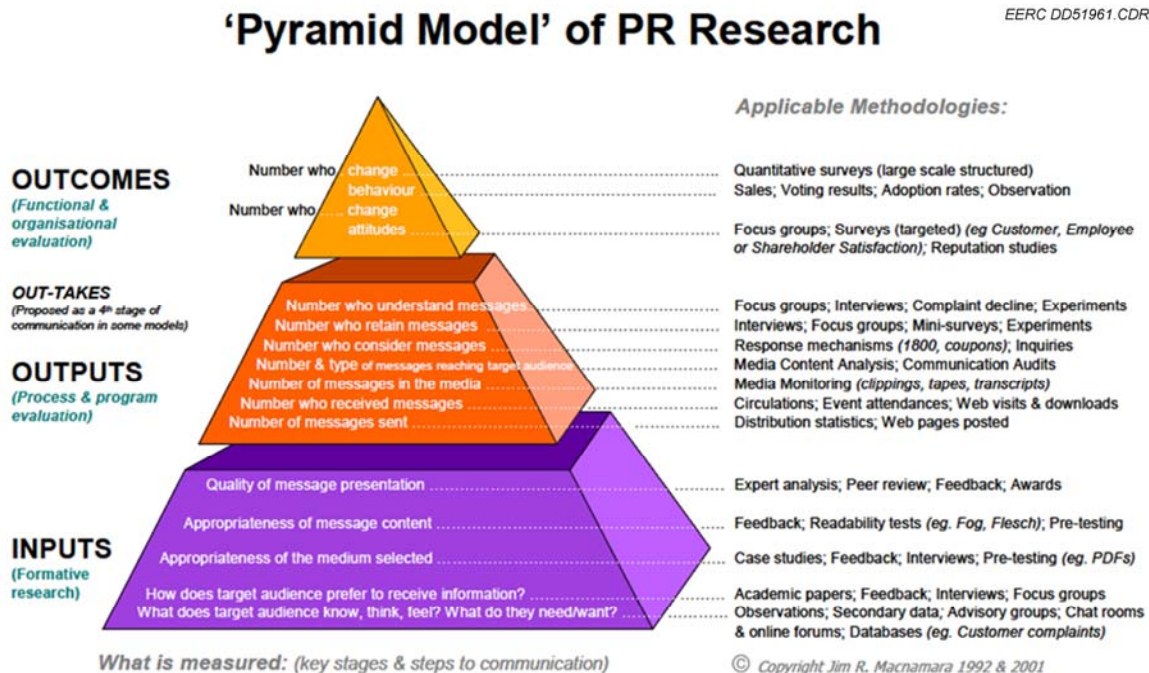 EERC DD51961.CDR
‘Pyramid Model’ of PR Research
Applicable Methodologies:
OUTCOMES
(Functional &
organisational
evaluation)
Number who .. change ........ Quantitative surveys (large scale structured)
behaviour ........ Sales; Voting results; Adoption rates; Observation
Number who .... change
attitudes ........ Focus groups; Surveys (targeted) (eg Customer, Employee
or Shareholder Satisfaction); Reputation studies
OUT-TAKES
(Proposed as a 4th stage of
communication in some models)
OUTPUTS
(Process & program
evaluation)
Number who understand messages ........ Focus groups; Interviews; Complaint decline; Experiments
Number who retain messages ........ Interviews; Focus groups; Mini-surveys; Experiments
Number who consider messages ........ Response mechanisms (1800, coupons); Inquiries
Number & type of messages reaching target audience ........ Media Content Analysis; Communication Audits
Number of messages in the media ........ Media Monitoring (clippings, tapes, transcripts)
Number who received messages ........ Circulations; Event attendances; Web visits & downloads
Number of messages sent ........ Distribution statistics; Web pages posted
INPUTS
(Formative
research)
Quality of message presentation ........ Expert analysis; Peer review; Feedback; Awards
Appropriateness of message content ........ Feedback; Readability tests (eg. Fog, Flesch); Pre-testing
Appropriateness of the medium selected ........ Case studies; Feedback; Interviews; Pre-testing (eg. PDFs)
How does target audience prefer to receive information? ........ Academic papers; Feedback; Interviews; Focus groups
What does target audience know, think, feel? What do they need/want? ........ Observations; Secondary data; Advisory groups; Chat rooms
& online forums; Databases (eg. Customer complaints)
What is measured: (key stages & steps to communication)
© Copyright Jim R. Macnamara 1992 & 2001